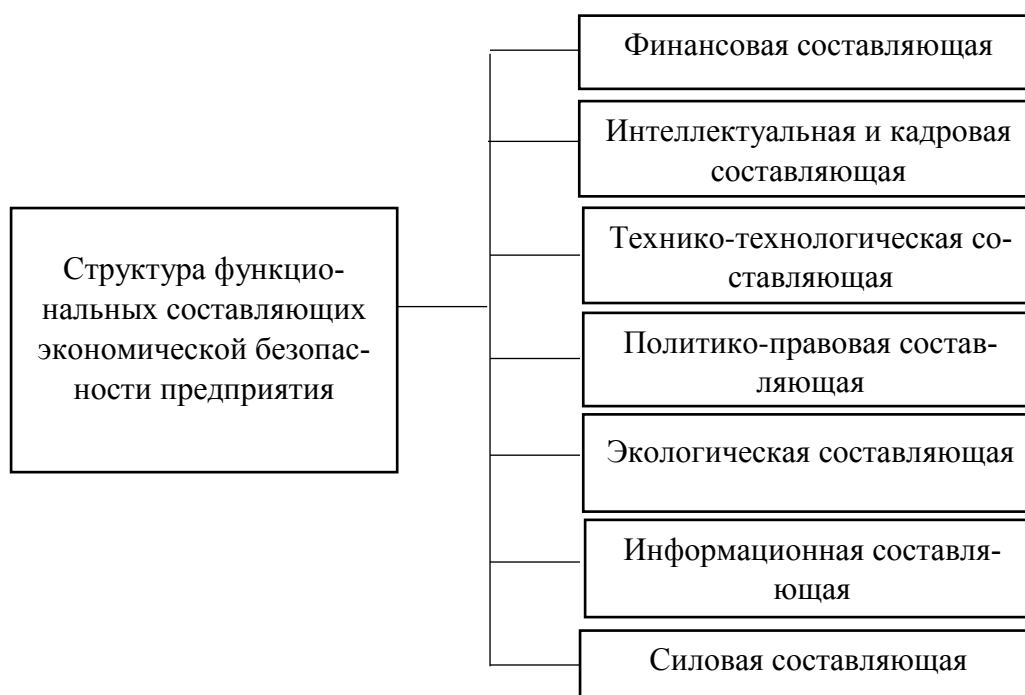 Структура функцио-
нальных составляющих
экономической безопас-
ности предприятия
Финансовая составляющая
Интеллектуальная и кадровая
составляющая
Технико-технологическая со-
ставляющая
Политико-правовая состав-
ляющая
Экологическая составляющая
Информационная составля-
ющая
Силовая составляющая